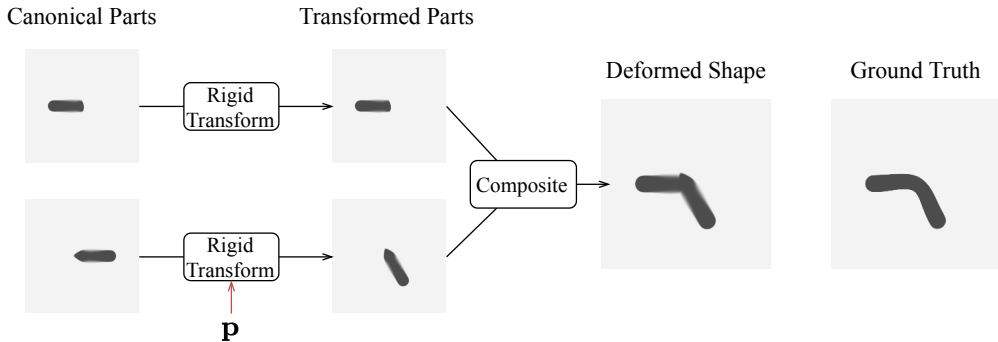 Canonical Parts
Transformed Parts
Deformed Shape
Ground Truth
Rigid
Transform
Composite
Rigid
Transform
p